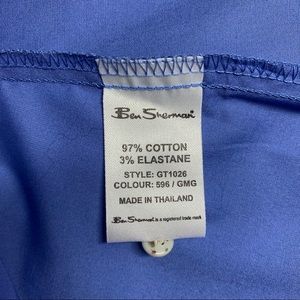 Ben Sherman
97% COTTON
3% ELASTANE
STYLE: GT1026
COLOUR: 596 / GMG
MADE IN THAILAND
Ben Sherman is a registered trade mark